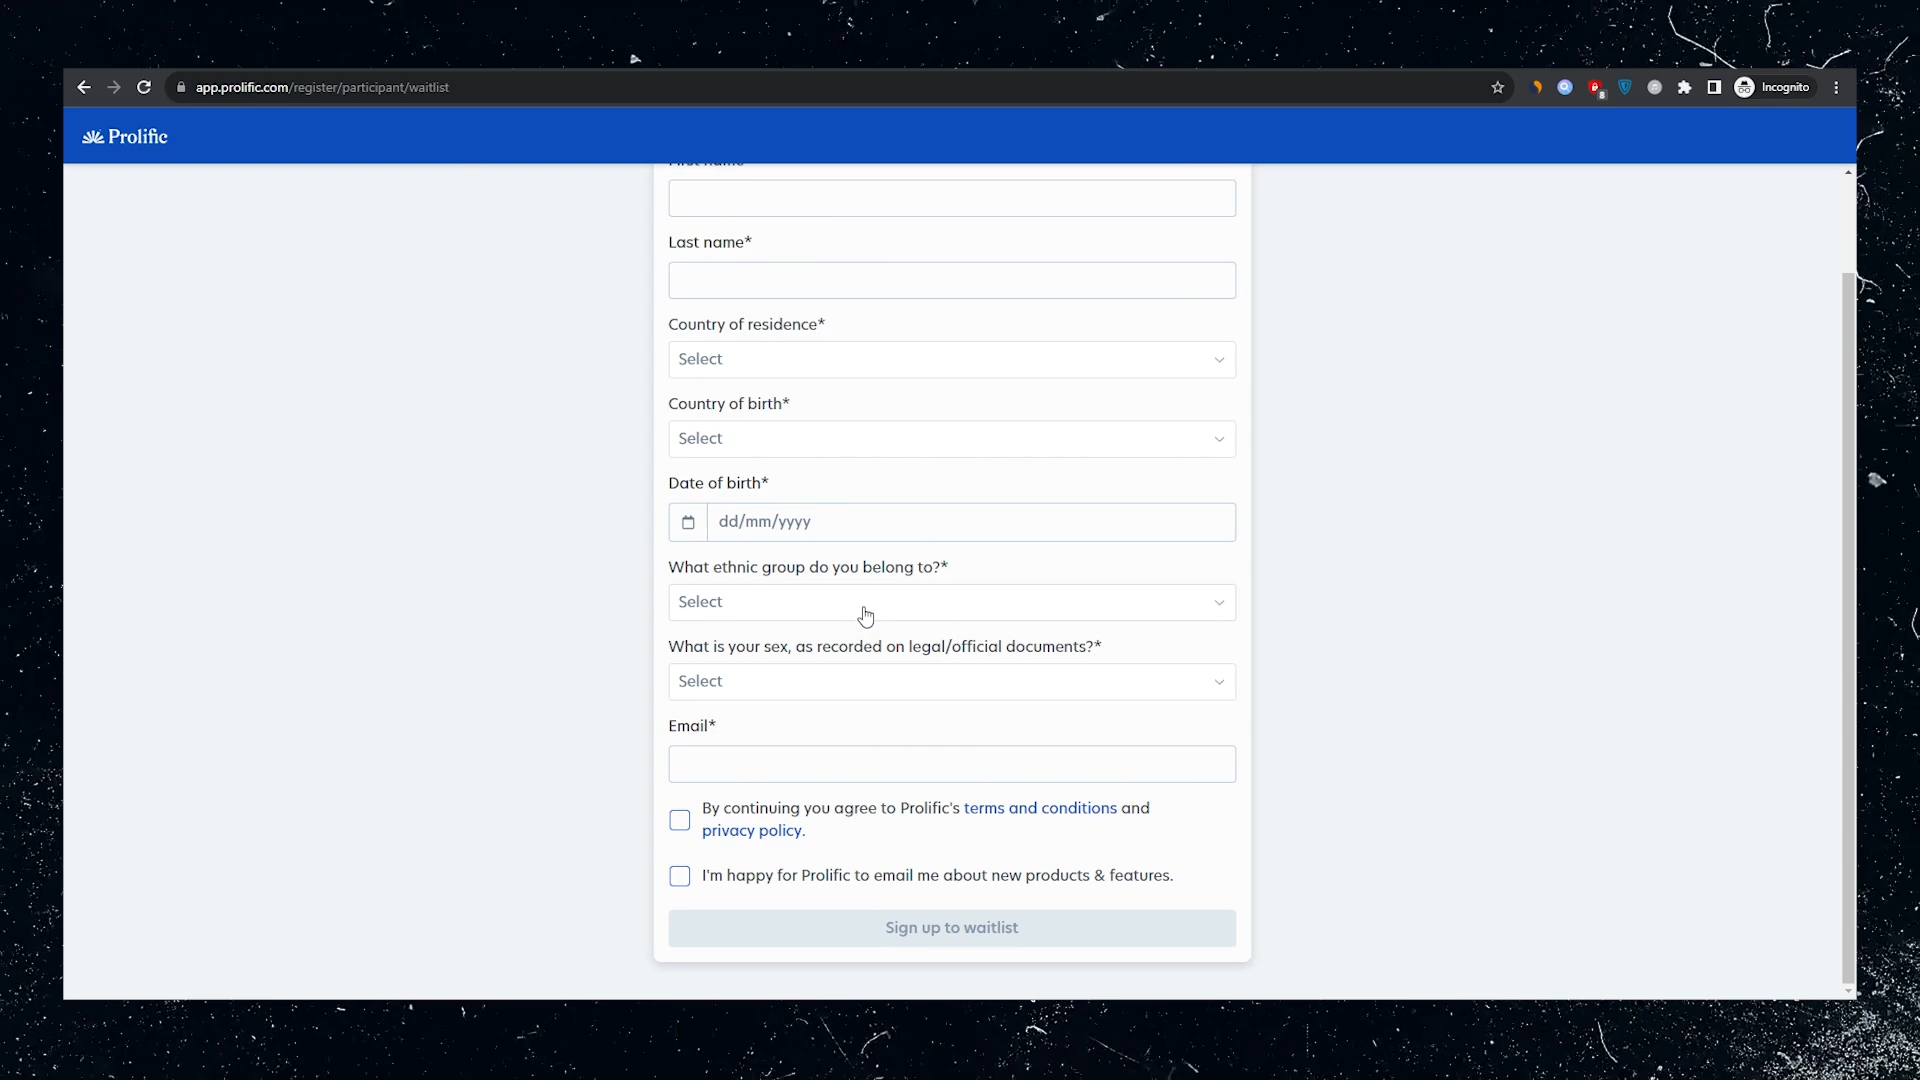 app.prolific.com/register/participant/waitlist
8
Incognito
Prolific
First name
Last name*
Country of residence*
Select
Country of birth*
Select
Date of birth*
dd/mm/yyyy
What ethnic group do you belong to?*
Select
What is your sex, as recorded on legal/official documents?*
Select
Email*
By continuing you agree to Prolific's terms and conditions and
privacy policy.
I'm happy for Prolific to email me about new products & features.
Sign up to waitlist